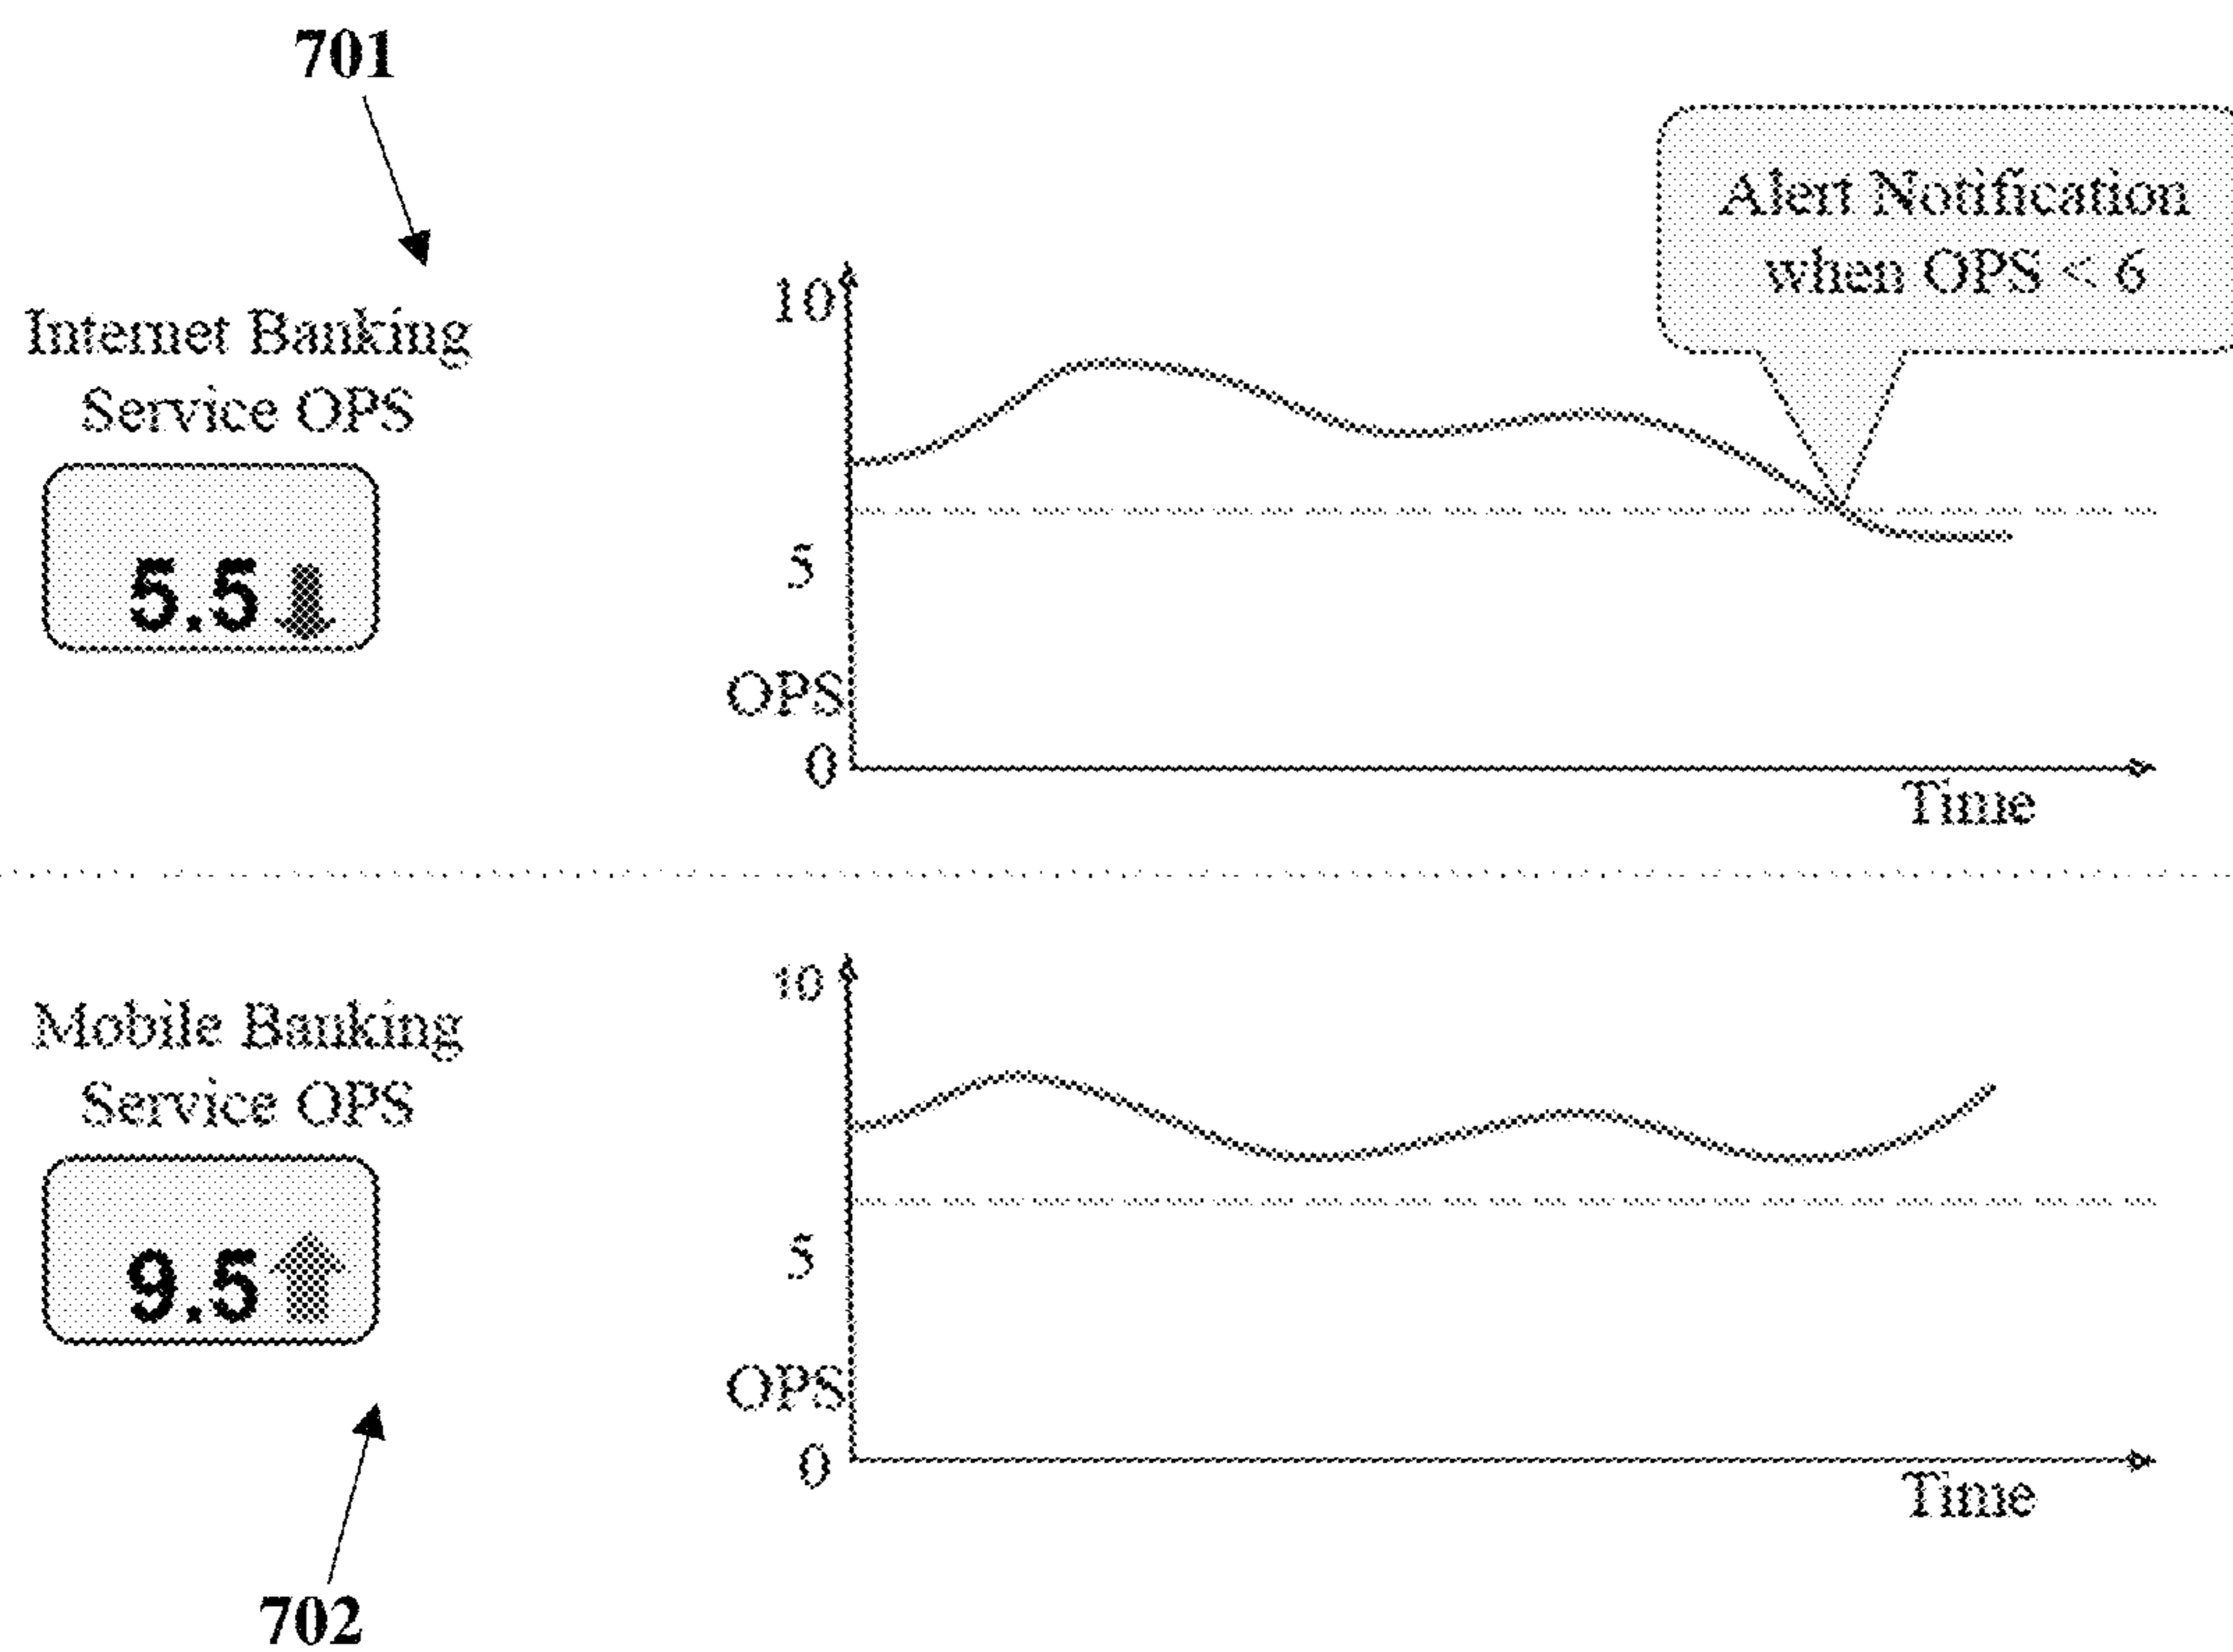 701
Internet Banking
Service OPS
5.5
10
5
OPS
0
Time
Alert Notification
when OPS < 6
Mobile Banking
Service OPS
9.5
10
5
OPS
0
Time
702